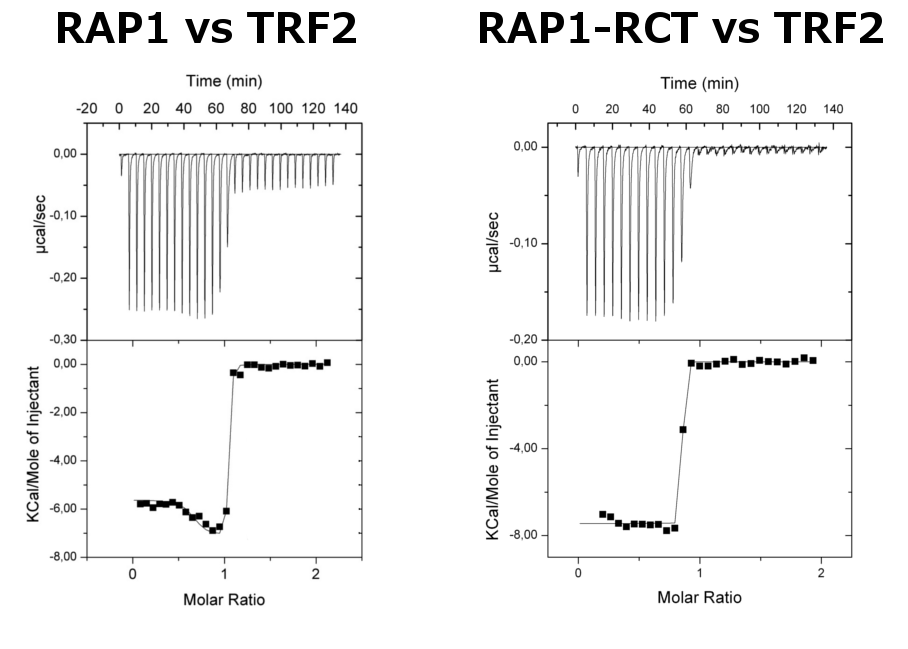 RAP1 vs TRF2
Time (min)
-20 0 20 40 60 80 100 120 140
0,00
-0,10
-0,20
-0,30
µcal/sec
0,00
-2,00
-4,00
-6,00
-8,00
KCal/Mole of Injectant
0 1 2
Molar Ratio
RAP1-RCT vs TRF2
Time (min)
0 20 40 60 80 100 120 140
0,00
-0,10
-0,20
µcal/sec
0,00
-4,00
-8,00
KCal/Mole of Injectant
0 1 2
Molar Ratio